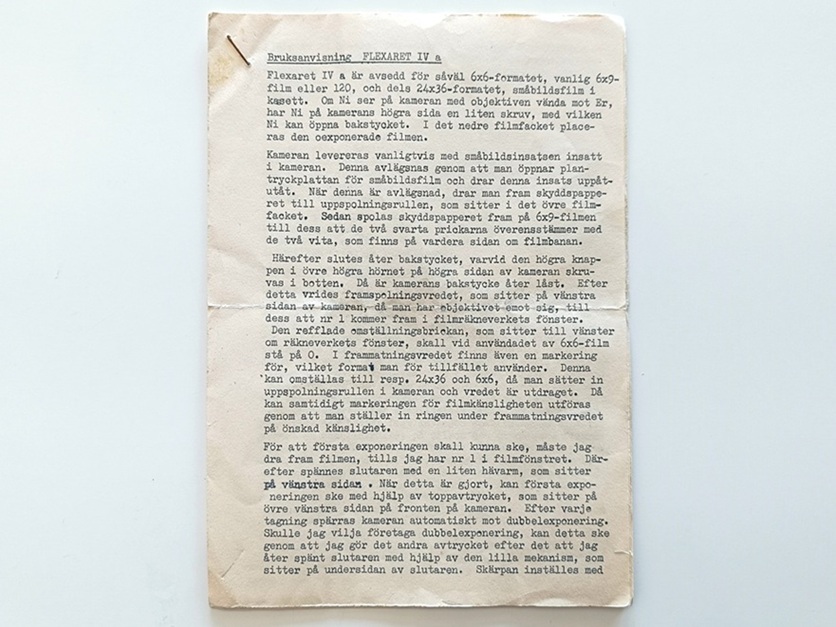 Bruksanvisning FLEXARET IV a
Flexaret IV a är avsedd för såväl 6x6-formatet, vanlig 6x9-
film eller 120, och dels 24x36-formatet, småbildsfilm i
kasett. Om Ni ser på kameran med objektiven vända mot Er,
har Ni på kamerans högra sida en liten skruv, med vilken
Ni kan öppna bakstycket. I det nedre filmfacket place-
ras den oexponerade filmen.
Kameran levereras vanligtvis med småbildsinsatsen insatt
i kameran. Denna avlägsnas genom att man öppnar plan-
tryckplattan för småbildsfilm och drar denna insats uppåt-
utåt. När denna är avlägsnad, drar man fram skyddspappe-
ret till uppspolningsrullen, som sitter i det övre film-
facket. Sedan spolas skyddspapperet fram på 6x9-filmen
till dess att de två svarta prickarna överensstämmer med
de två vita, som finns på vardera sidan om filmbanan.
Härefter slutes åter bakstycket, varvid den högra knap-
pen i övre högra hörnet på högra sidan av kameran skru-
vas i botten. Då är kamerans bakstycke åter låst. Efter
detta vrides framspolningsvredet, som sitter på vänstra
sidan av kameran, då man har objektivet emot sig, till
dess att nr 1 kommer fram i filmräkneverkets fönster.
Den refflade omställningsbrickan, som sitter till vänster
om räkneverkets fönster, skall vid användadet av 6x6-film
stå på 0. I frammatningsvredet finns även en markering
för, vilket format man för tillfället använder. Denna
kan omställas till resp. 24x36 och 6x6, då man sätter in
uppspolningsrullen i kameran och vredet är utdraget. Då
kan samtidigt markeringen för filmkänsligheten utföras
genom att man ställer in ringen under frammatningsvredet
på önskad känslighet.
För att första exponeringen skall kunna ske, måste jag
dra fram filmen, tills jag har nr 1 i filmfönstret. Där-
efter spännes slutaren med en liten hävarm, som sitter
på vänstra sidan . När detta är gjort, kan första expo-
neringen ske med hjälp av toppavtrycket, som sitter på
övre vänstra sidan på fronten på kameran. Efter varje
tagning spärras kameran automatiskt mot dubbelexponering.
Skulle jag vilja företaga dubbelexponering, kan detta ske
genom att jag gör det andra avtrycket efter det att jag
åter spänt slutaren med hjälp av den lilla mekanism, som
sitter på undersidan av slutaren. Skärpan inställes med